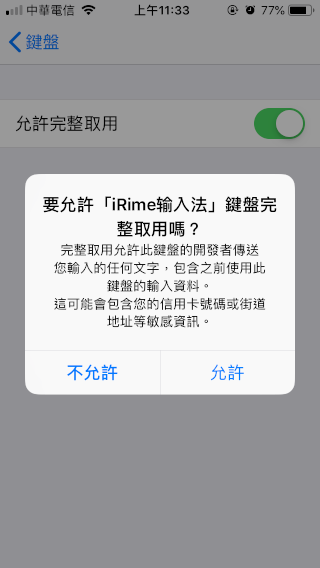 中華電信 上午11:33 77%
鍵盤
允許完整取用
要允許「iRime输入法」鍵盤完
整取用嗎？
完整取用允許此鍵盤的開發者傳送
您輸入的任何文字，包含之前使用此
鍵盤的輸入資料。
這可能會包含您的信用卡號碼或街道
地址等敏感資訊。
不允許 允許